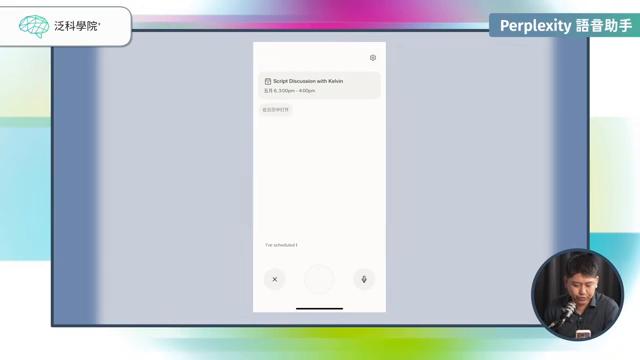 泛科學院
Perplexity 語音助手
Script Discussion with Kelvin
五月 6, 3:00pm - 4:00pm
I've scheduled t